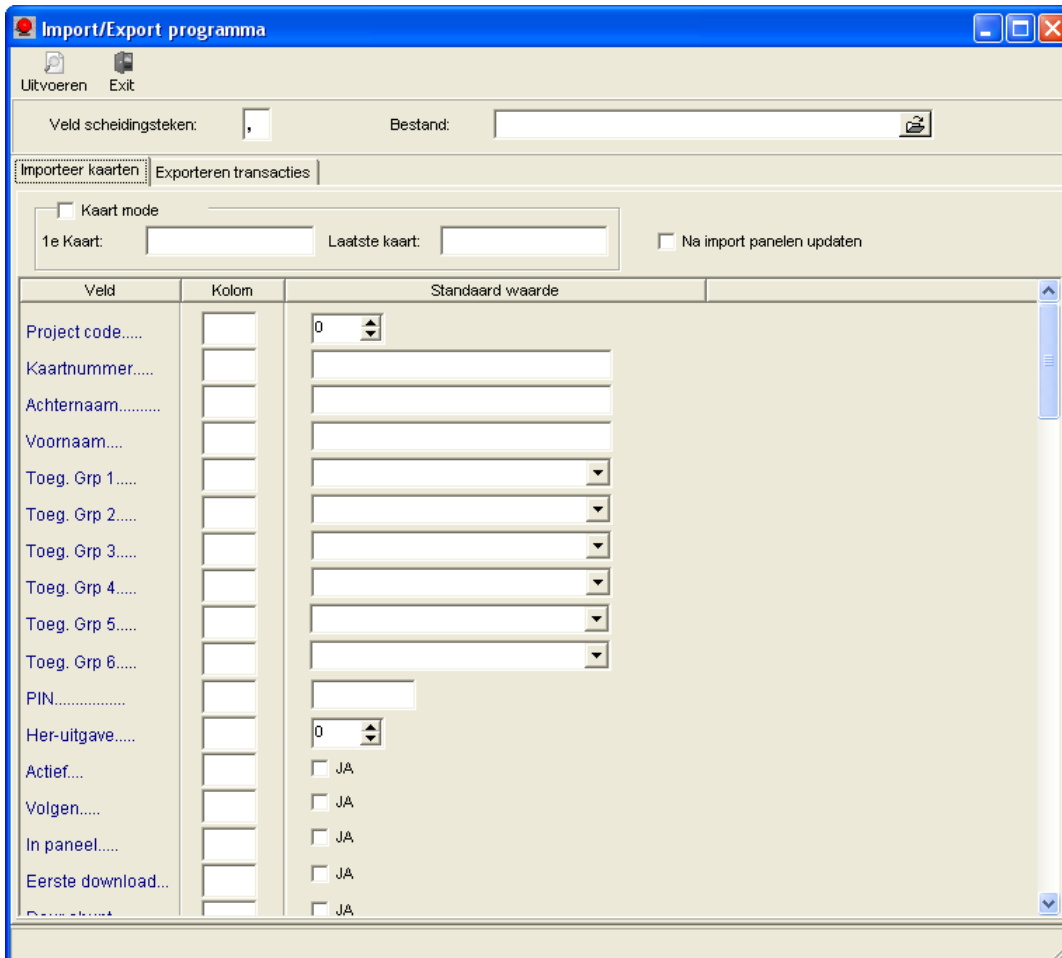 Import/Export programma
Uitvoeren Exit
Veld scheidingsteken: , Bestand:
Importeer kaarten Exporteren transacties
Kaart mode
1e Kaart: Laatste kaart: Na import panelen updaten
Veld Kolom Standaard waarde
Project code..... 0
Kaartnummer.....
Achternaam..........
Voornaam....
Toeg. Grp 1.....
Toeg. Grp 2.....
Toeg. Grp 3.....
Toeg. Grp 4.....
Toeg. Grp 5.....
Toeg. Grp 6.....
PIN.................
Her-uitgave..... 0
Actief.... JA
Volgen..... JA
In paneel..... JA
Eerste download... JA
JA